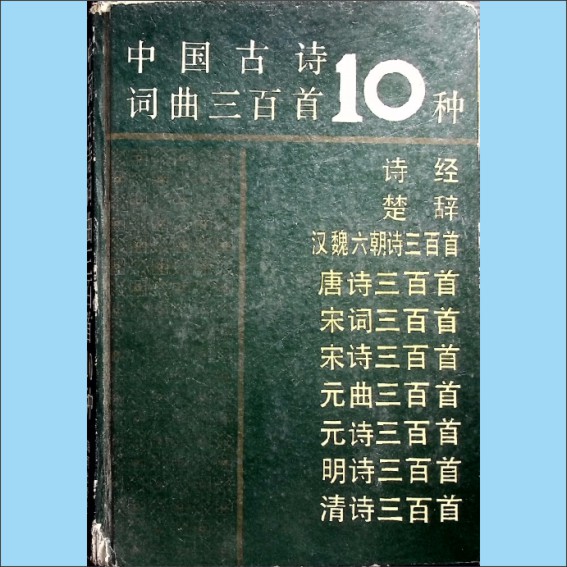 中国古诗
词曲三百首10种
诗经
楚辞
汉魏六朝诗三百首
唐诗三百首
宋词三百首
宋诗三百首
元曲三百首
元诗三百首
明诗三百首
清诗三百首